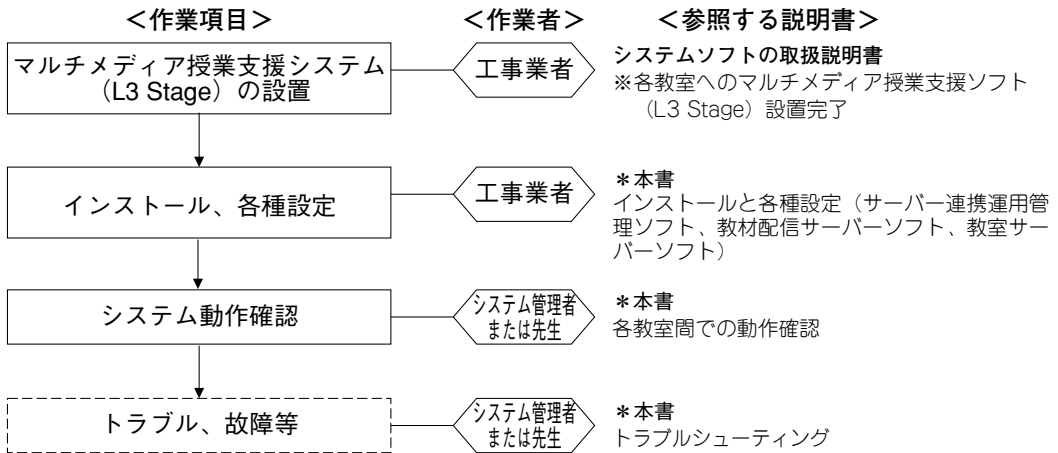 ＜作業項目＞ ＜作業者＞ ＜参照する説明書＞
マルチメディア授業支援システム
（L3 Stage）の設置
工事業者
システムソフトの取扱説明書
※各教室へのマルチメディア授業支援ソフト
（L3 Stage）設置完了
インストール、各種設定
工事業者
＊本書
インストールと各種設定（サーバー連携運用管
理ソフト、教材配信サーバーソフト、教室サー
バーソフト）
システム動作確認
システム管理者
または先生
＊本書
各教室間での動作確認
トラブル、故障等
システム管理者
または先生
＊本書
トラブルシューティング